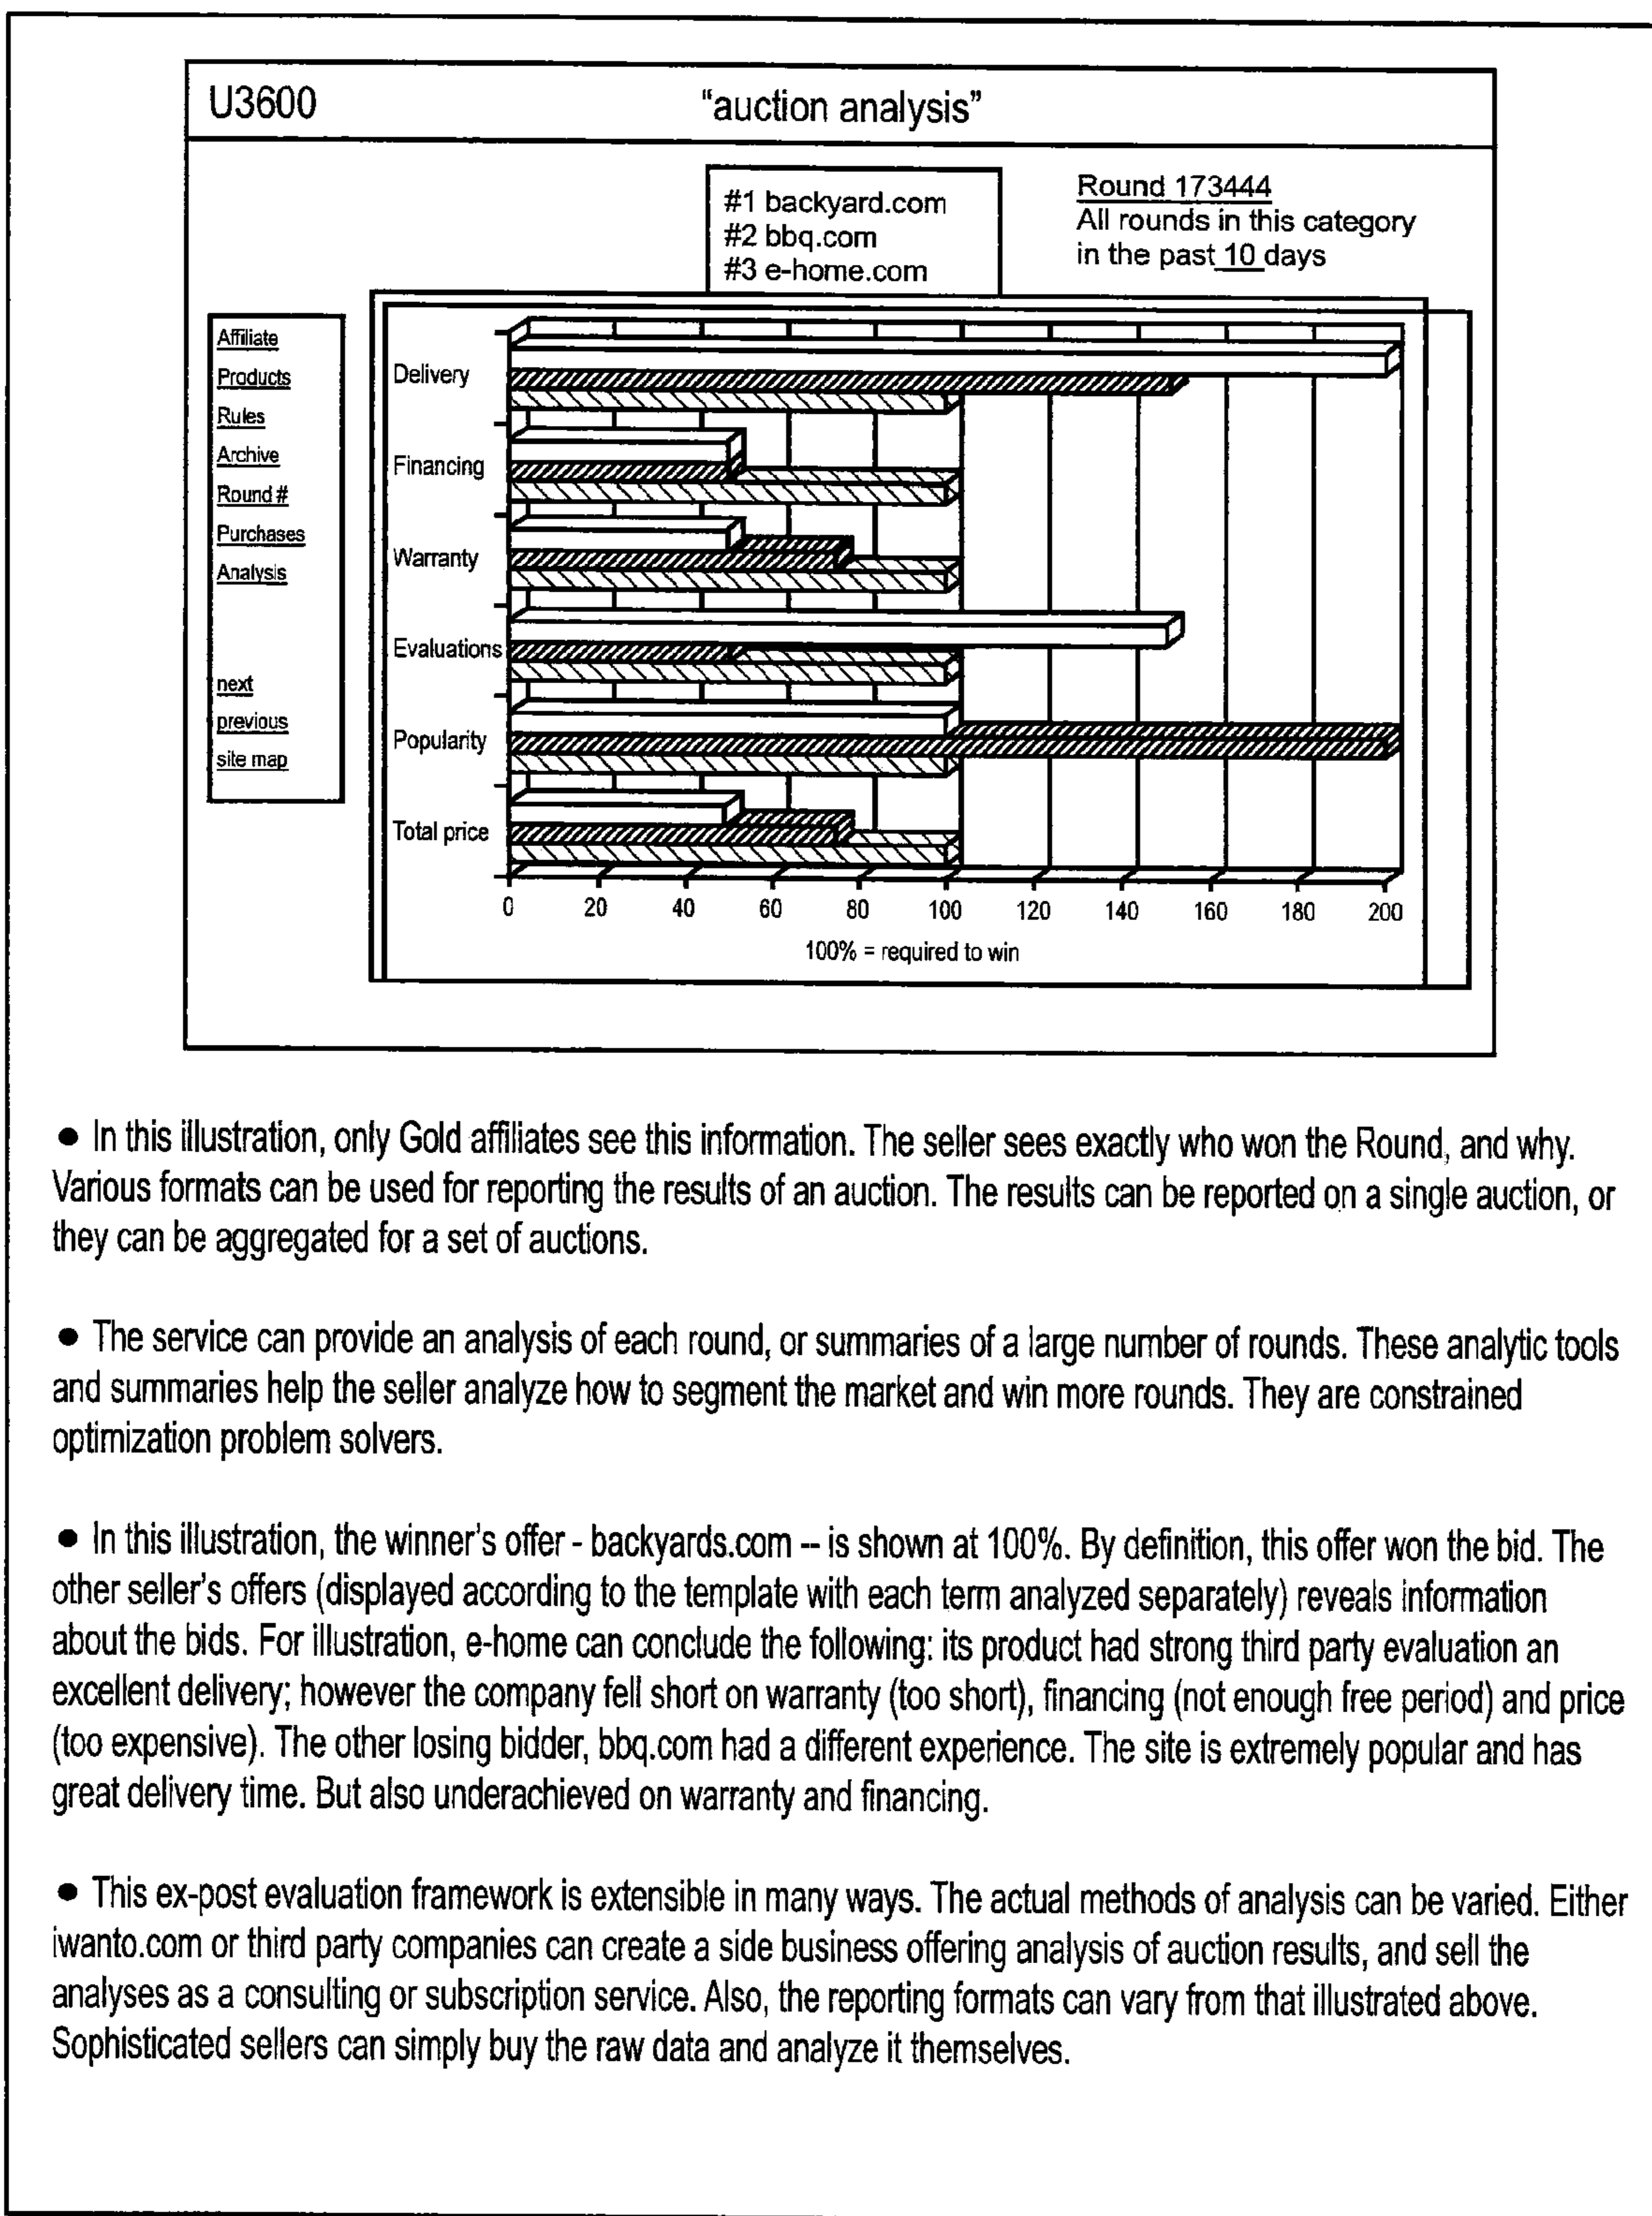 U3600
“auction analysis”
#1 backyard.com
#2 bbq.com
#3 e-home.com
Round 173444
All rounds in this category
in the past 10 days
Affiliate
Products
Rules
Archive
Round #
Purchases
Analysis
next
previous
site map
Delivery
Financing
Warranty
Evaluations
Popularity
Total price
0 20 40 60 80 100 120 140 160 180 200
100% = required to win
● In this illustration, only Gold affiliates see this information. The seller sees exactly who won the Round, and why.
Various formats can be used for reporting the results of an auction. The results can be reported on a single auction, or
they can be aggregated for a set of auctions.
● The service can provide an analysis of each round, or summaries of a large number of rounds. These analytic tools
and summaries help the seller analyze how to segment the market and win more rounds. They are constrained
optimization problem solvers.
● In this illustration, the winner's offer - backyards.com -- is shown at 100%. By definition, this offer won the bid. The
other seller's offers (displayed according to the template with each term analyzed separately) reveals information
about the bids. For illustration, e-home can conclude the following: its product had strong third party evaluation an
excellent delivery; however the company fell short on warranty (too short), financing (not enough free period) and price
(too expensive). The other losing bidder, bbq.com had a different experience. The site is extremely popular and has
great delivery time. But also underachieved on warranty and financing.
● This ex-post evaluation framework is extensible in many ways. The actual methods of analysis can be varied. Either
iwanto.com or third party companies can create a side business offering analysis of auction results, and sell the
analyses as a consulting or subscription service. Also, the reporting formats can vary from that illustrated above.
Sophisticated sellers can simply buy the raw data and analyze it themselves.